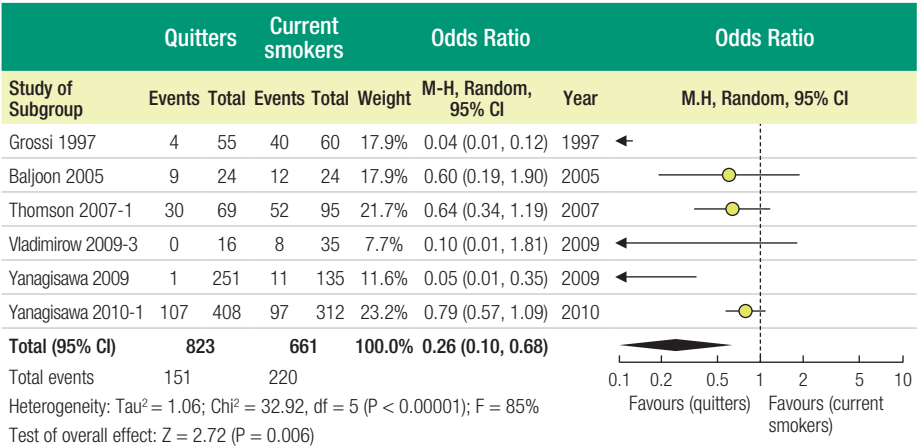 Quitters Current smokers Odds Ratio Odds Ratio
Study of Subgroup Events Total Events Total Weight M-H, Random, 95% CI Year M.H, Random, 95% CI
Grossi 1997 4 55 40 60 17.9% 0.04 (0.01, 0.12) 1997
Baljoon 2005 9 24 12 24 17.9% 0.60 (0.19, 1.90) 2005
Thomson 2007-1 30 69 52 95 21.7% 0.64 (0.34, 1.19) 2007
Vladimirow 2009-3 0 16 8 35 7.7% 0.10 (0.01, 1.81) 2009
Yanagisawa 2009 1 251 11 135 11.6% 0.05 (0.01, 0.35) 2009
Yanagisawa 2010-1 107 408 97 312 23.2% 0.79 (0.57, 1.09) 2010
Total (95% CI) 823 661 100.0% 0.26 (0.10, 0.68)
Total events 151 220
Heterogeneity: Tau² = 1.06; Chi² = 32.92, df = 5 (P < 0.00001); F = 85%
Test of overall effect: Z = 2.72 (P = 0.006)
0.1 0.2 0.5 1 2 5 10
Favours (quitters) Favours (current
smokers)